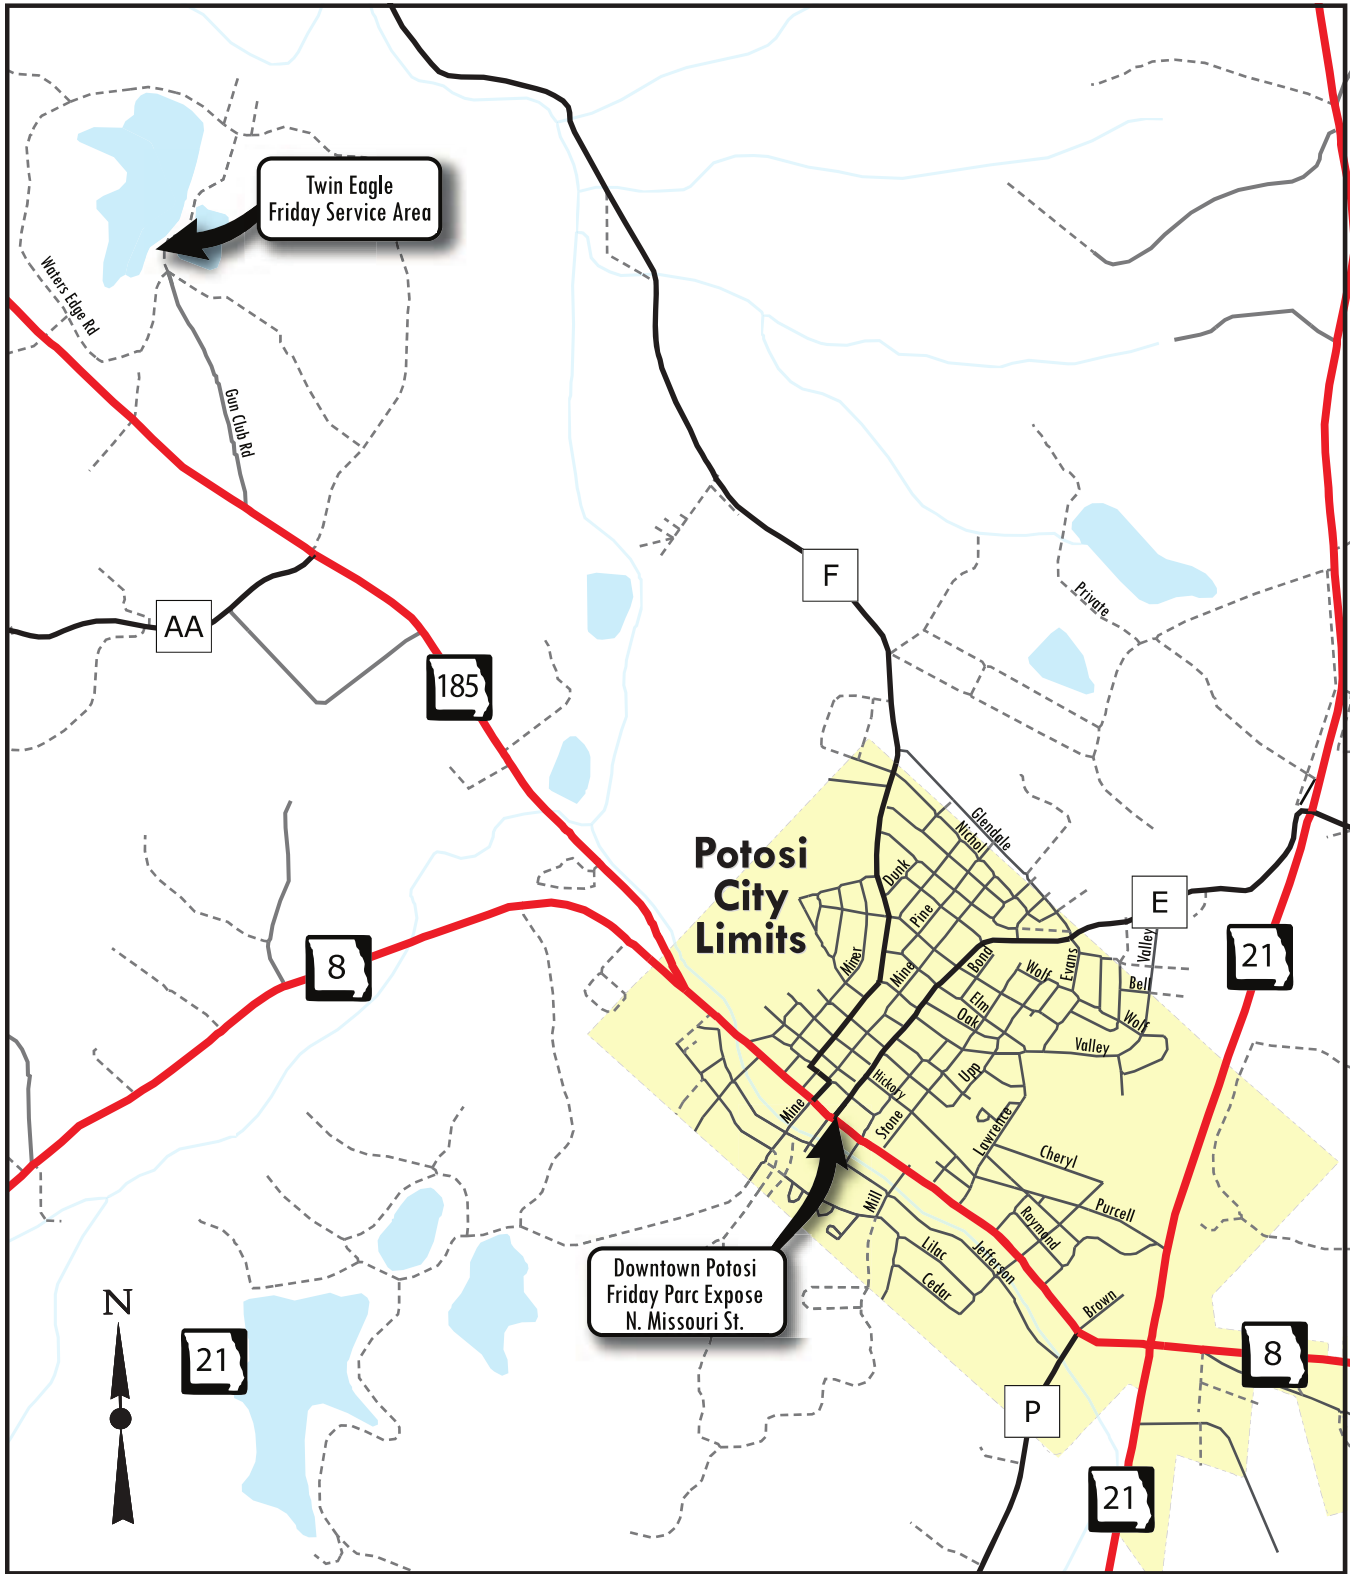 Twin Eagle
Friday Service Area
Waters Edge Rd
Gun Club Rd
F
Private
AA
185
Glendale
Nichol
Potosi
City
Limits
Dunk
Pine
E
Valley
8
21
Miner
Mine
Bond
Wolf
Evans
Bell
Elm
Oak
Wolf
Valley
Upp
Hickory
Mine
Stone
Lawrence
Cheryl
Purcell
Mill
Raymond
Lilac
Jefferson
Cedar
Brown
Downtown Potosi
Friday Parc Expose
N. Missouri St.
N
21
8
P
21